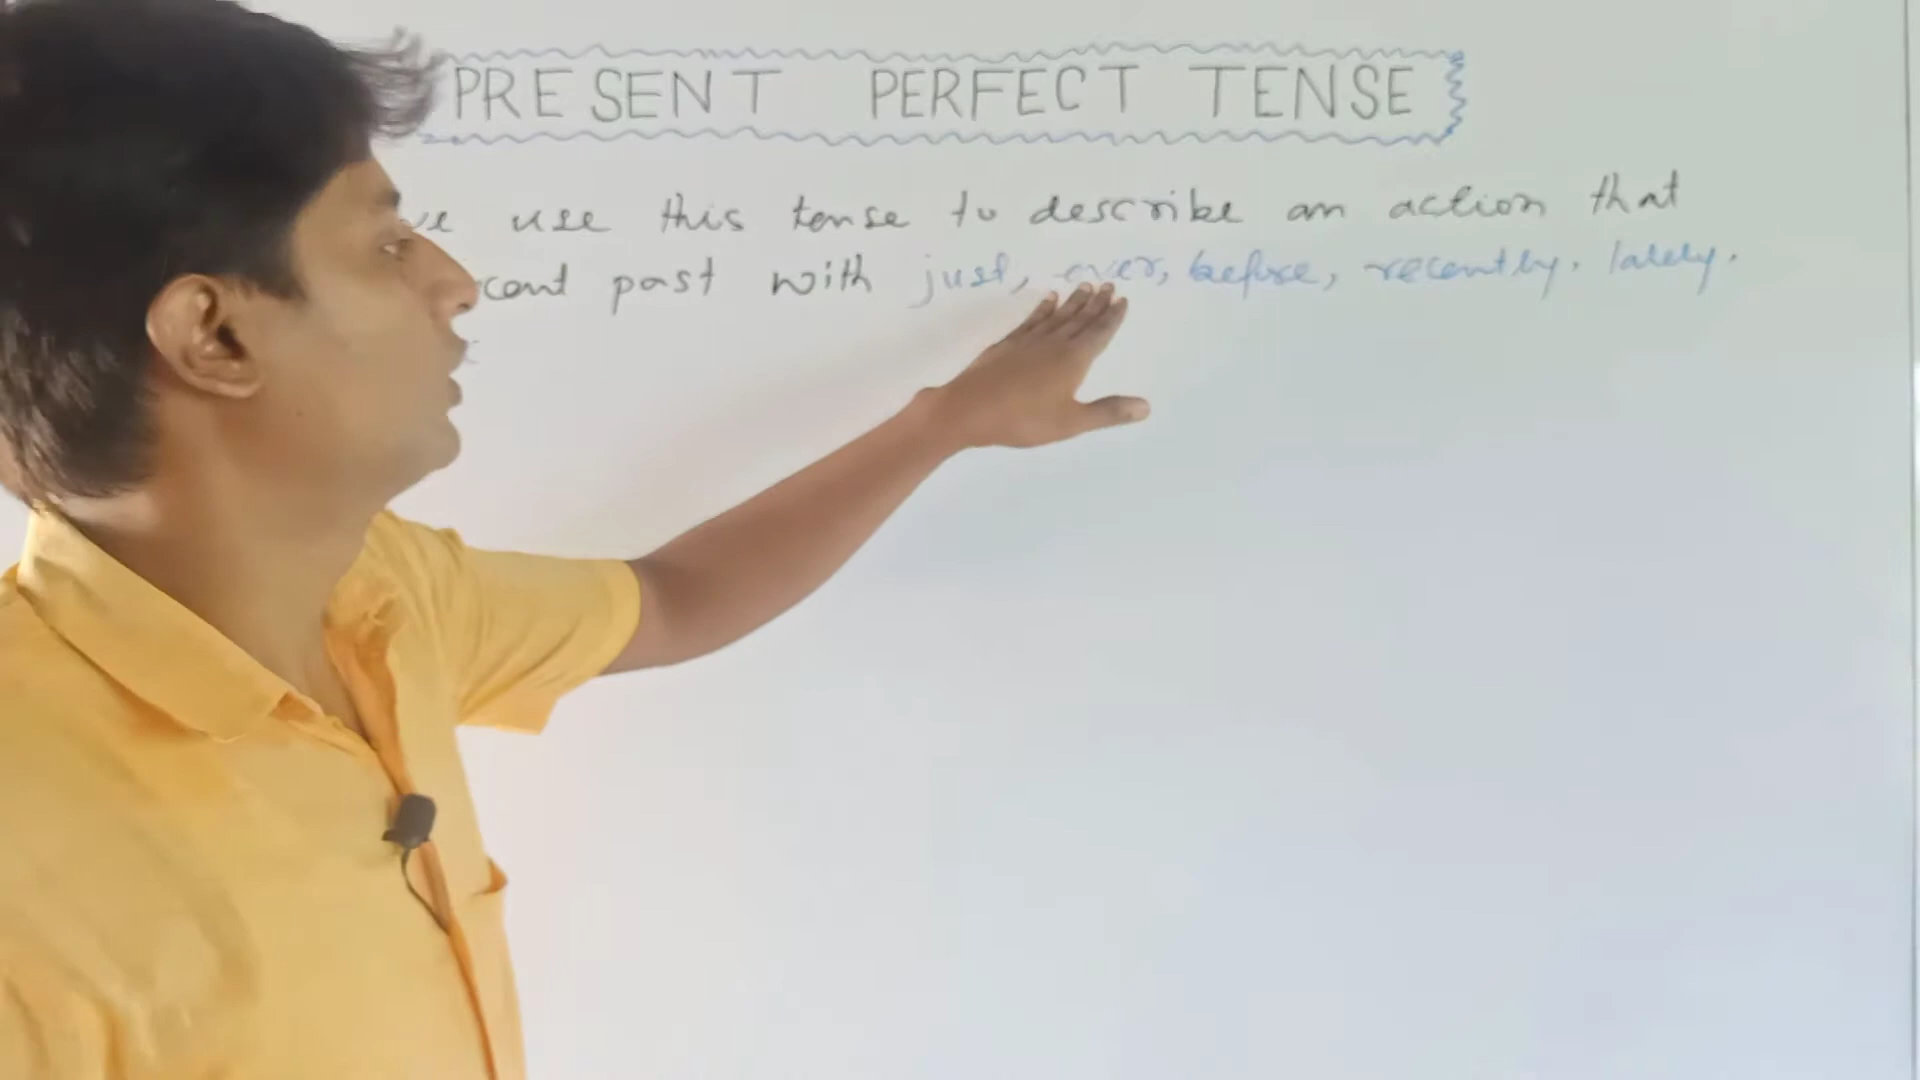 PRESENT PERFECT TENSE
use this tense to describe an action that
past with just, ever, before, recently, lately.